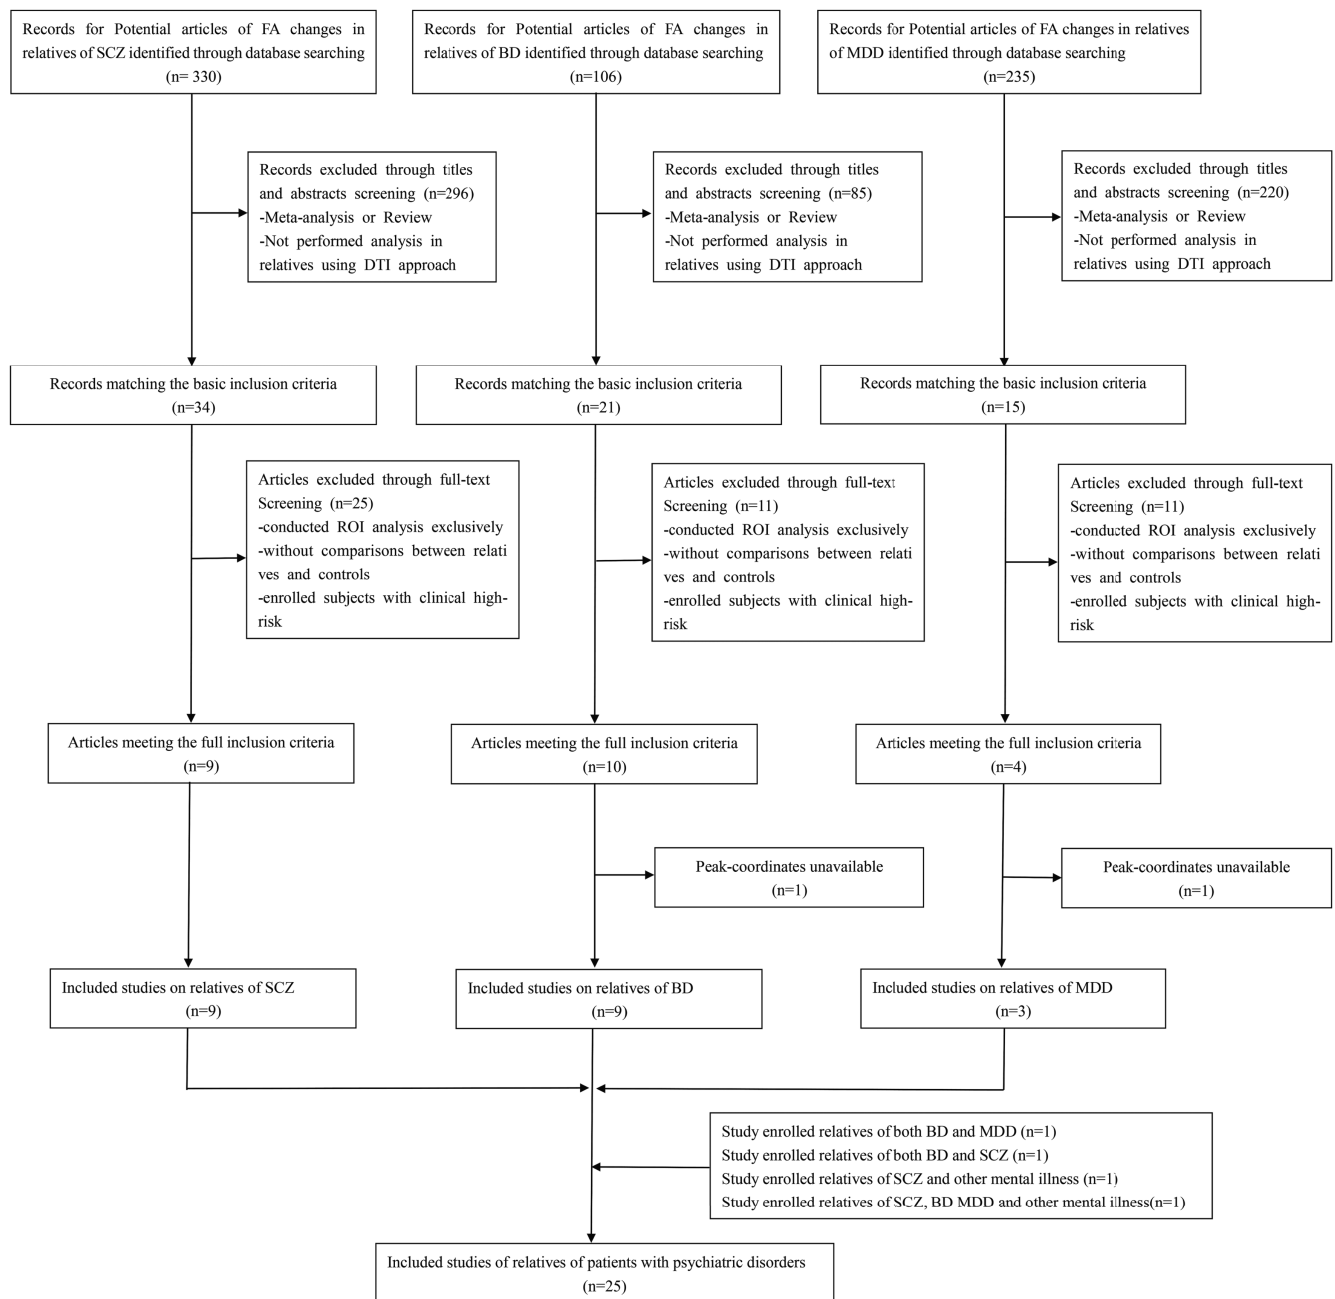 Records for Potential articles of FA changes in
relatives of SCZ identified through database searching
(n= 330)
Records for Potential articles of FA changes in
relatives of BD identified through database searching
(n=106)
Records for Potential articles of FA changes in relatives
of MDD identified through database searching
(n=235)
Records excluded through titles
and abstracts screening (n=296)
-Meta-analysis or Review
-Not performed analysis in
relatives using DTI approach
Records excluded through titles
and abstracts screening (n=85)
-Meta-analysis or Review
-Not performed analysis in
relatives using DTI approach
Records excluded through titles
and abstracts screening (n=220)
-Meta-analysis or Review
-Not performed analysis in
relatives using DTI approach
Records matching the basic inclusion criteria
(n=34)
Records matching the basic inclusion criteria
(n=21)
Records matching the basic inclusion criteria
(n=15)
Articles excluded through full-text
Screening (n=25)
-conducted ROI analysis exclusively
-without comparisons between relati
ves and controls
-enrolled subjects with clinical high-
risk
Articles excluded through full-text
Screening (n=11)
-conducted ROI analysis exclusively
-without comparisons between relati
ves and controls
-enrolled subjects with clinical high-
risk
Articles excluded through full-text
Screening (n=11)
-conducted ROI analysis exclusively
-without comparisons between relati
ves and controls
-enrolled subjects with clinical high-
risk
Articles meeting the full inclusion criteria
(n=9)
Articles meeting the full inclusion criteria
(n=10)
Articles meeting the full inclusion criteria
(n=4)
Peak-coordinates unavailable
(n=1)
Peak-coordinates unavailable
(n=1)
Included studies on relatives of SCZ
(n=9)
Included studies on relatives of BD
(n=9)
Included studies on relatives of MDD
(n=3)
Study enrolled relatives of both BD and MDD (n=1)
Study enrolled relatives of both BD and SCZ (n=1)
Study enrolled relatives of SCZ and other mental illness (n=1)
Study enrolled relatives of SCZ, BD MDD and other mental illness(n=1)
Included studies of relatives of patients with psychiatric disorders
(n=25)